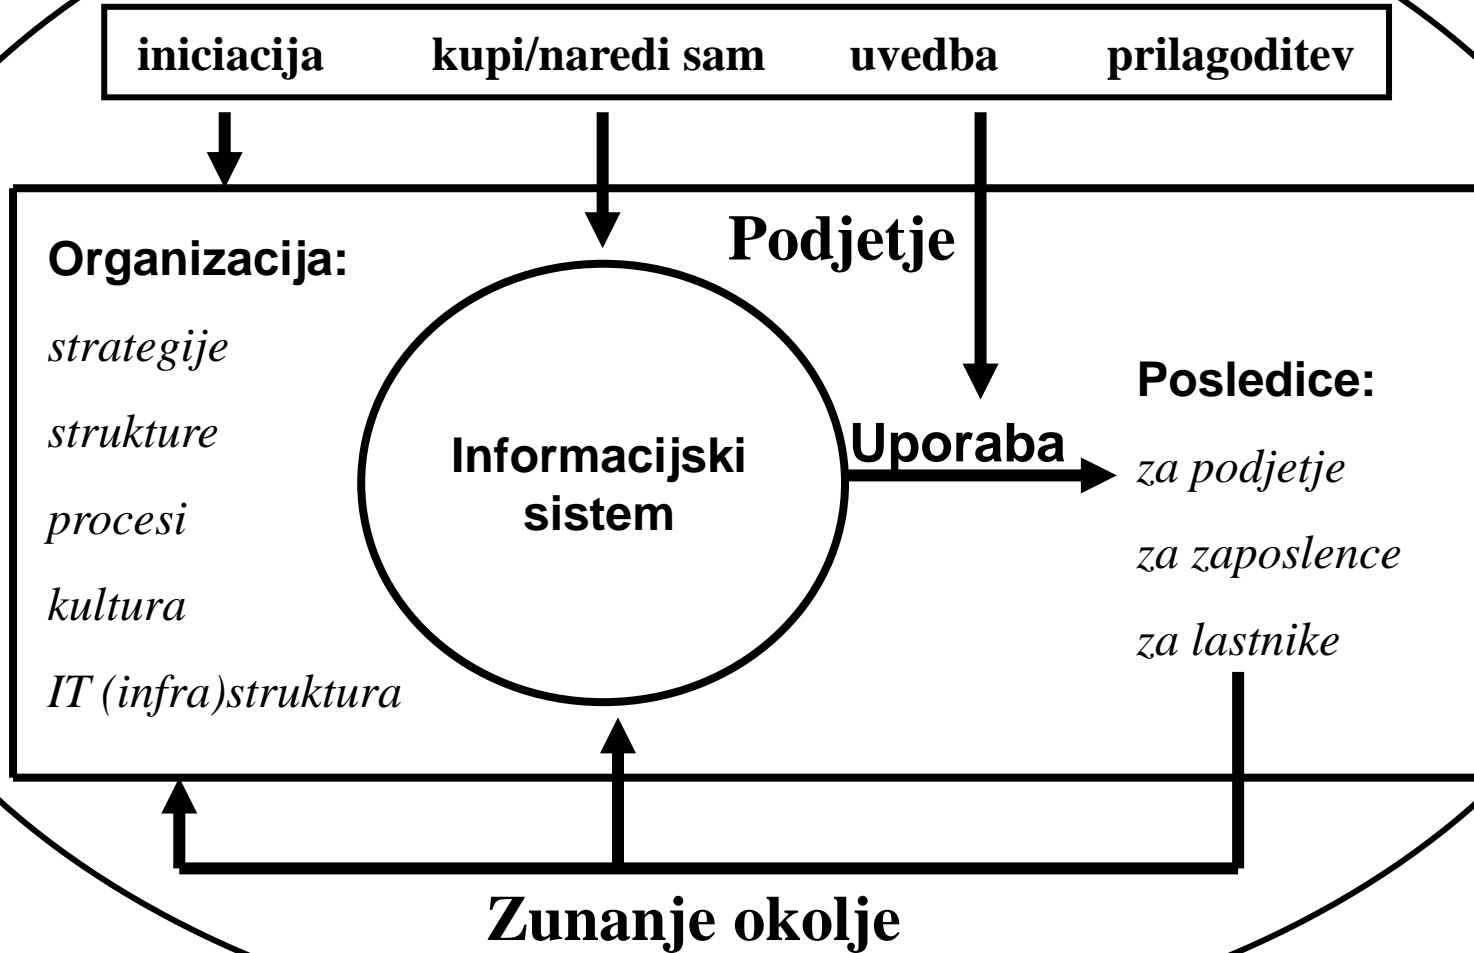 iniciacija kupi/naredi sam uvedba prilagoditev
Podjetje
Organizacija:
strategije
strukture
procesi
kultura
IT (infra)struktura
Informacijski
sistem
Uporaba
Posledice:
za podjetje
za zaposlence
za lastnike
Zunanje okolje